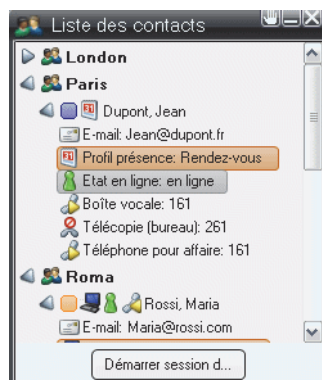 Liste des contacts
London
Paris
Dupont, Jean
E-mail: Jean@dupont.fr
Profil présence: Rendez-vous
Etat en ligne: en ligne
Boîte vocale: 161
Télécopie (bureau): 261
Téléphone pour affaire: 161
Roma
Rossi, Maria
E-mail: Maria@rossi.com
Démarrer session d...